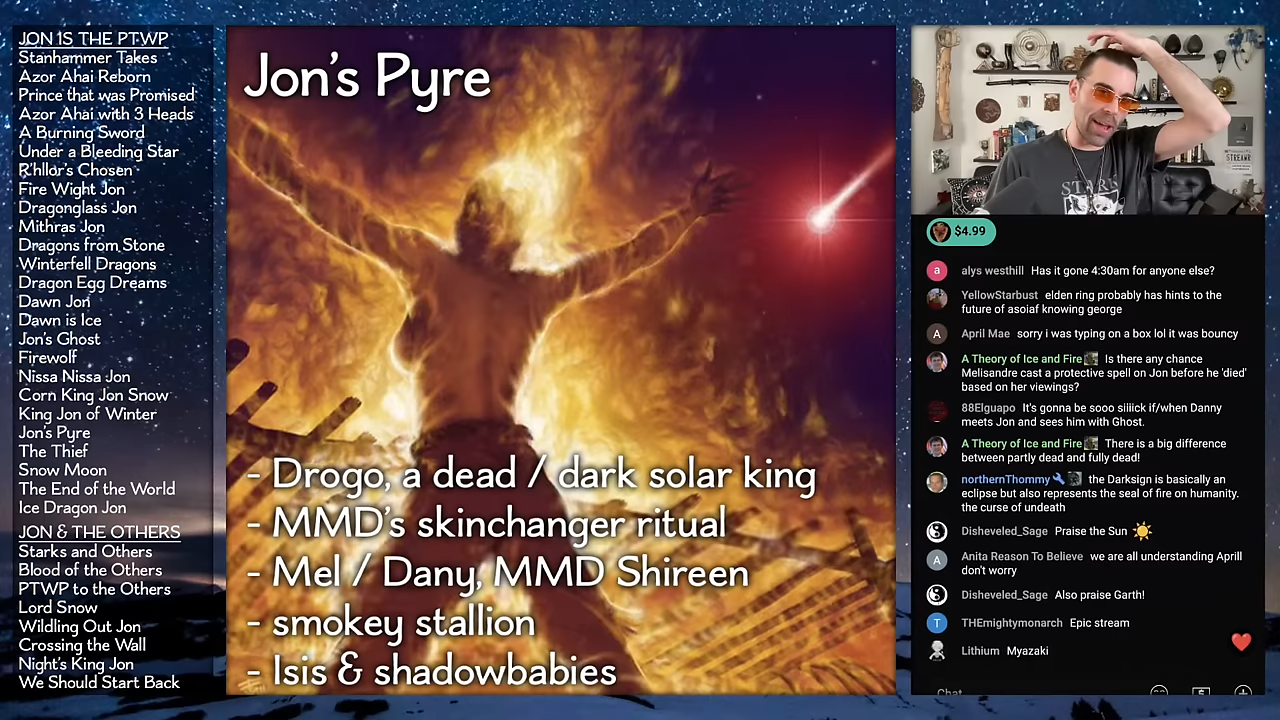 JON IS THE PTWP
Stanhammer Takes
Azor Ahai Reborn
Prince that was Promised
Azor Ahai with 3 Heads
A Burning Sword
Under a Bleeding Star
R'hllor's Chosen
Fire Wight Jon
Dragonglass Jon
Mithras Jon
Dragons from Stone
Winterfell Dragons
Dragon Egg Dreams
Dawn Jon
Dawn is Ice
Jon's Ghost
Firewolf
Nissa Nissa Jon
Corn King Jon Snow
King Jon of Winter
Jon's Pyre
The Thief
Snow Moon
The End of the World
Ice Dragon Jon
JON & THE OTHERS
Starks and Others
Blood of the Others
PTWP to the Others
Lord Snow
Wildling Out Jon
Crossing the Wall
Night's King Jon
We Should Start Back
Jon's Pyre
- Drogo, a dead / dark solar king
- MMD's skinchanger ritual
- Mel / Dany, MMD Shireen
- smokey stallion
- Isis & shadowbabies
STARS
$4.99
a alys westhill Has it gone 4:30am for anyone else?
YellowStarbust elden ring probably has hints to the
future of asoiaf knowing george
A April Mae sorry i was typing on a box lol it was bouncy
A Theory of Ice and Fire Is there any chance
Melisandre cast a protective spell on Jon before he 'died'
based on her viewings?
88Elguapo It's gonna be sooo siiiick if/when Danny
meets Jon and sees him with Ghost.
A Theory of Ice and Fire There is a big difference
between partly dead and fully dead!
northernThommy the Darksign is basically an
eclipse but also represents the seal of fire on humanity.
the curse of undeath
Disheveled_Sage Praise the Sun
A Anita Reason To Believe we are all understanding Aprill
don't worry
Disheveled_Sage Also praise Garth!
T THEmightymonarch Epic stream
Lithium Myazaki
Chat